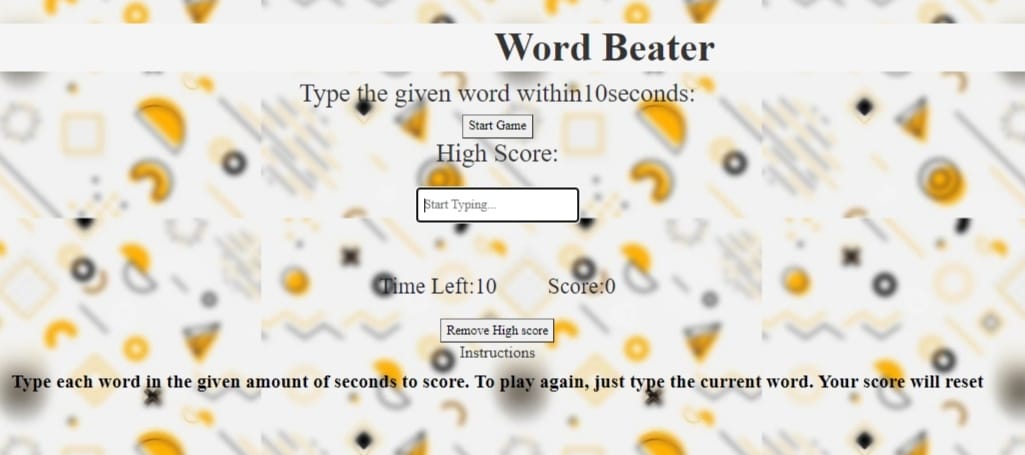 Word Beater
Type the given word within10seconds:
Start Game
High Score:
Start Typing...
Time Left:10 Score:0
Remove High score
Instructions
Type each word in the given amount of seconds to score. To play again, just type the current word. Your score will reset